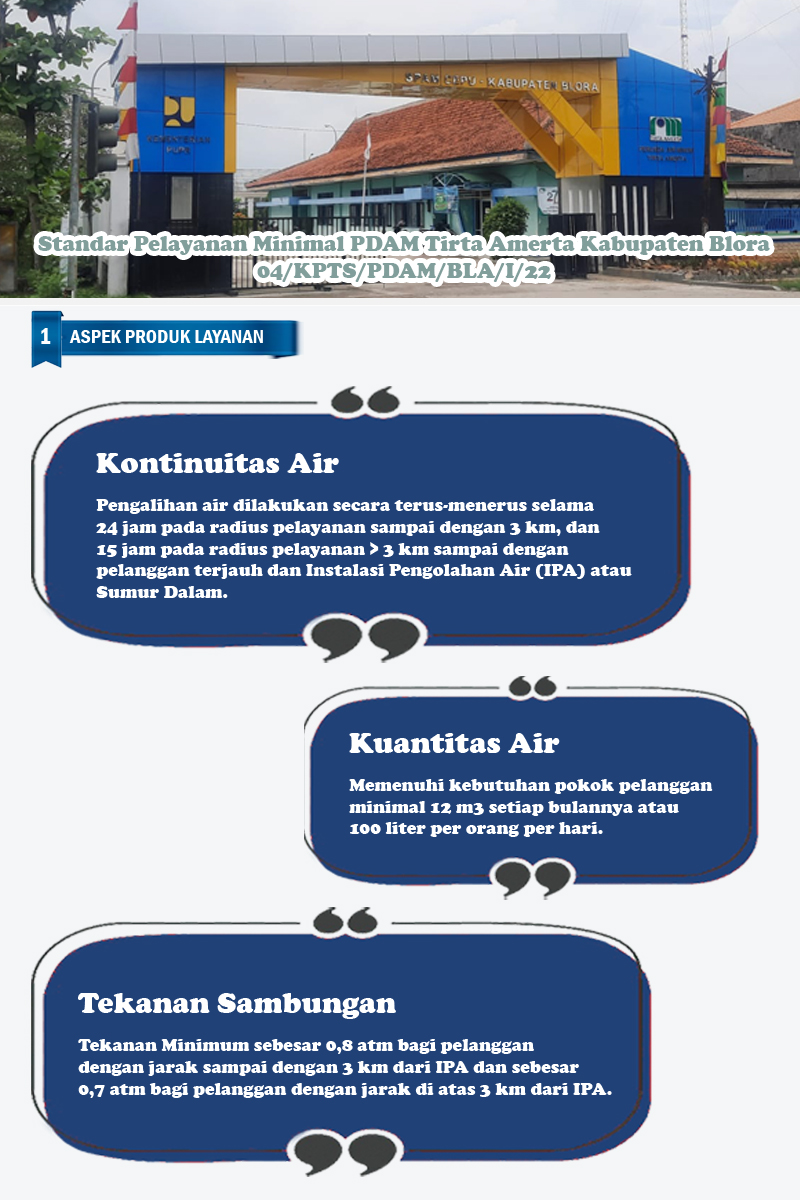 SPAM CEPU - KABUPATEN BLORA
KEMENTERIAN
PUPR
Standar Pelayanan Minimal PDAM Tirta Amerta Kabupaten Blora
04/KPTS/PDAM/BLA/I/22
1 ASPEK PRODUK LAYANAN
Kontinuitas Air
Pengalihan air dilakukan secara terus-menerus selama
24 jam pada radius pelayanan sampai dengan 3 km, dan
15 jam pada radius pelayanan > 3 km sampai dengan
pelanggan terjauh dan Instalasi Pengolahan Air (IPA) atau
Sumur Dalam.
Kuantitas Air
Memenuhi kebutuhan pokok pelanggan
minimal 12 m3 setiap bulannya atau
100 liter per orang per hari.
Tekanan Sambungan
Tekanan Minimum sebesar 0,8 atm bagi pelanggan
dengan jarak sampai dengan 3 km dari IPA dan sebesar
0,7 atm bagi pelanggan dengan jarak di atas 3 km dari IPA.